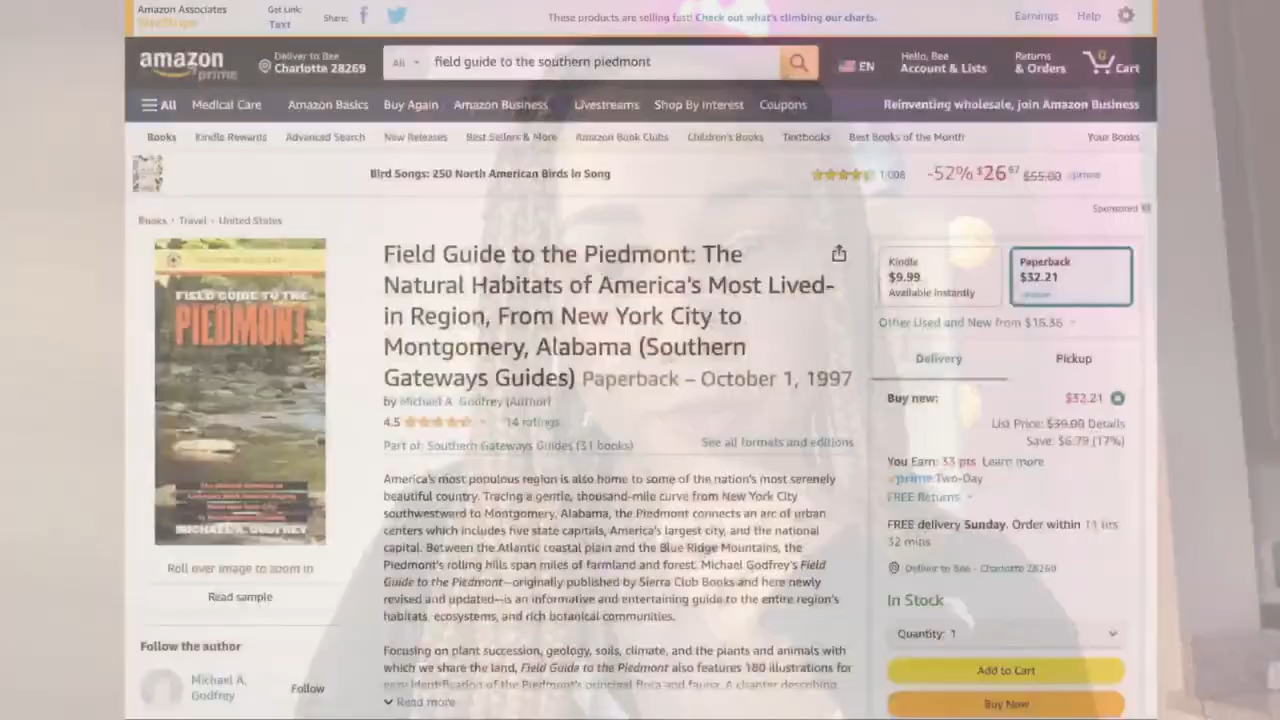 Amazon Associates
SiteStripe
Get Link:
Text
Share:
These products are selling fast! Check out what's climbing our charts.
Earnings
Help
amazon
prime
Deliver to Bee
Charlotte 28269
All
field guide to the southern piedmont
EN
Hello, Bee
Account & Lists
Returns
& Orders
0
Cart
All
Medical Care
Amazon Basics
Buy Again
Amazon Business
Livestreams
Shop By Interest
Coupons
Reinventing wholesale, join Amazon Business
Books
Kindle Rewards
Advanced Search
New Releases
Best Sellers & More
Amazon Book Clubs
Children's Books
Textbooks
Best Books of the Month
Your Books
Bird Songs: 250 North American Birds in Song
1,008
-52% $26 67 $55.00 prime
Sponsored
Books › Travel › United States
FIELD GUIDE TO THE
PIEDMONT
MICHAEL A. GODFREY
Roll over image to zoom in
Read sample
Follow the author
Michael A.
Godfrey
Follow
Field Guide to the Piedmont: The
Natural Habitats of America's Most Lived-
in Region, From New York City to
Montgomery, Alabama (Southern
Gateways Guides) Paperback – October 1, 1997
by Michael A. Godfrey (Author)
4.5
14 ratings
Part of: Southern Gateways Guides (31 books)
See all formats and editions
America's most populous region is also home to some of the nation's most serenely
beautiful country. Tracing a gentle, thousand-mile curve from New York City
southwestward to Montgomery, Alabama, the Piedmont connects an arc of urban
centers which includes five state capitals, America's largest city, and the national
capital. Between the Atlantic coastal plain and the Blue Ridge Mountains, the
Piedmont's rolling hills span miles of farmland and forest. Michael Godfrey's Field
Guide to the Piedmont—originally published by Sierra Club Books and here newly
revised and updated—is an informative and entertaining guide to the entire region's
habitats, ecosystems, and rich botanical communities.
Focusing on plant succession, geology, soils, climate, and the plants and animals with
which we share the land, Field Guide to the Piedmont also features 180 illustrations for
easy identification of the Piedmont's principal flora and fauna. A chapter describing
Read more
Kindle
$9.99
Available instantly
Paperback
$32.21
Other Used and New from $15.36
Delivery
Pickup
Buy new:
$32.21
List Price: $39.00 Details
Save: $6.79 (17%)
You Earn: 33 pts Learn more
prime Two-Day
FREE Returns
FREE delivery Sunday. Order within 11 hrs
32 mins
Deliver to Bee - Charlotte 28269
In Stock
Quantity: 1
Add to Cart
Buy Now